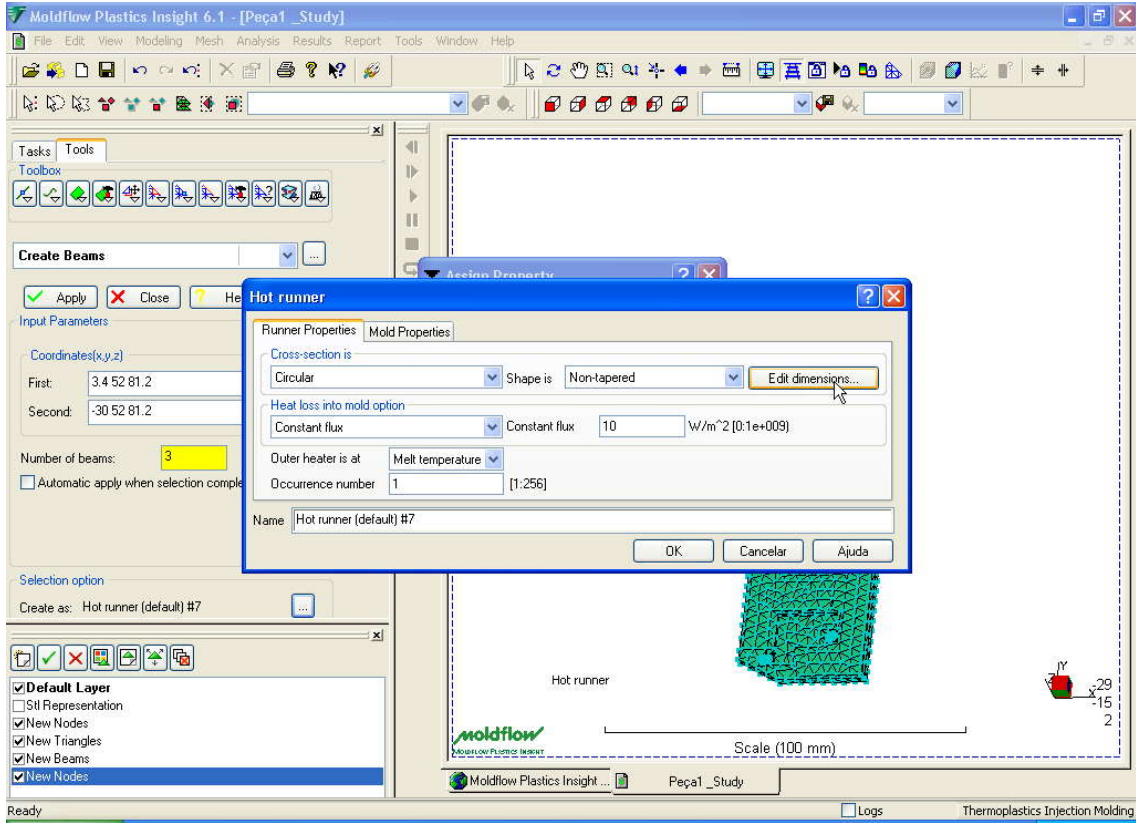 Moldflow Plastics Insight 6.1 - [Peça1 _Study]
File Edit View Modeling Mesh Analysis Results Report Tools Window Help
Tasks Tools
Toolbox
Create Beams
...
Apply Close ? He
Input Parameters
Coordinates(x,y,z)
First: 3.4 52 81.2
Second: -30 52 81.2
Number of beams: 3
Automatic apply when selection comple
Selection option
Create as: Hot runner (default) #7 ...
Default Layer
Stl Representation
New Nodes
New Triangles
New Beams
New Nodes
Assign Property
Hot runner
Runner Properties Mold Properties
Cross-section is
Circular Shape is Non-tapered Edit dimensions...
Heat loss into mold option
Constant flux Constant flux 10 W/m^2 [0:1e+009)
Outer heater is at Melt temperature
Occurrence number 1 [1:256]
Name Hot runner (default) #7
OK Cancelar Ajuda
Hot runner
Y
x
-29
-15
2
moldflow
MOLDFLOW PLASTICS INSIGHT
Scale (100 mm)
Moldflow Plastics Insight ... Peça1 _Study
Ready Logs Thermoplastics Injection Molding